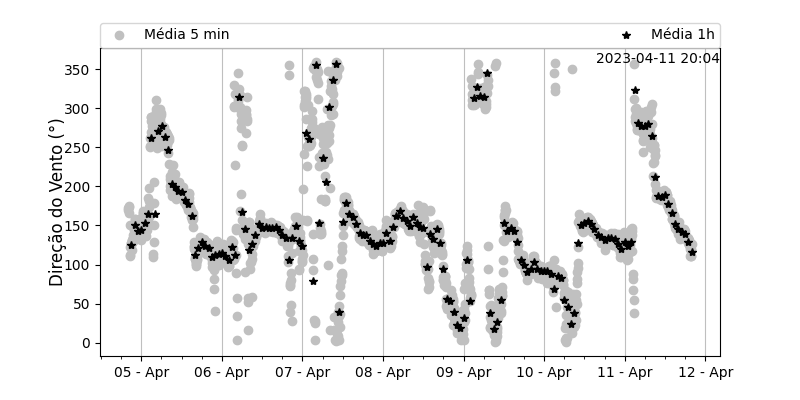 Média 5 min
Média 1h
2023-04-11 20:04
Direção do Vento (°)
350
300
250
200
150
100
50
0
05 - Apr
06 - Apr
07 - Apr
08 - Apr
09 - Apr
10 - Apr
11 - Apr
12 - Apr